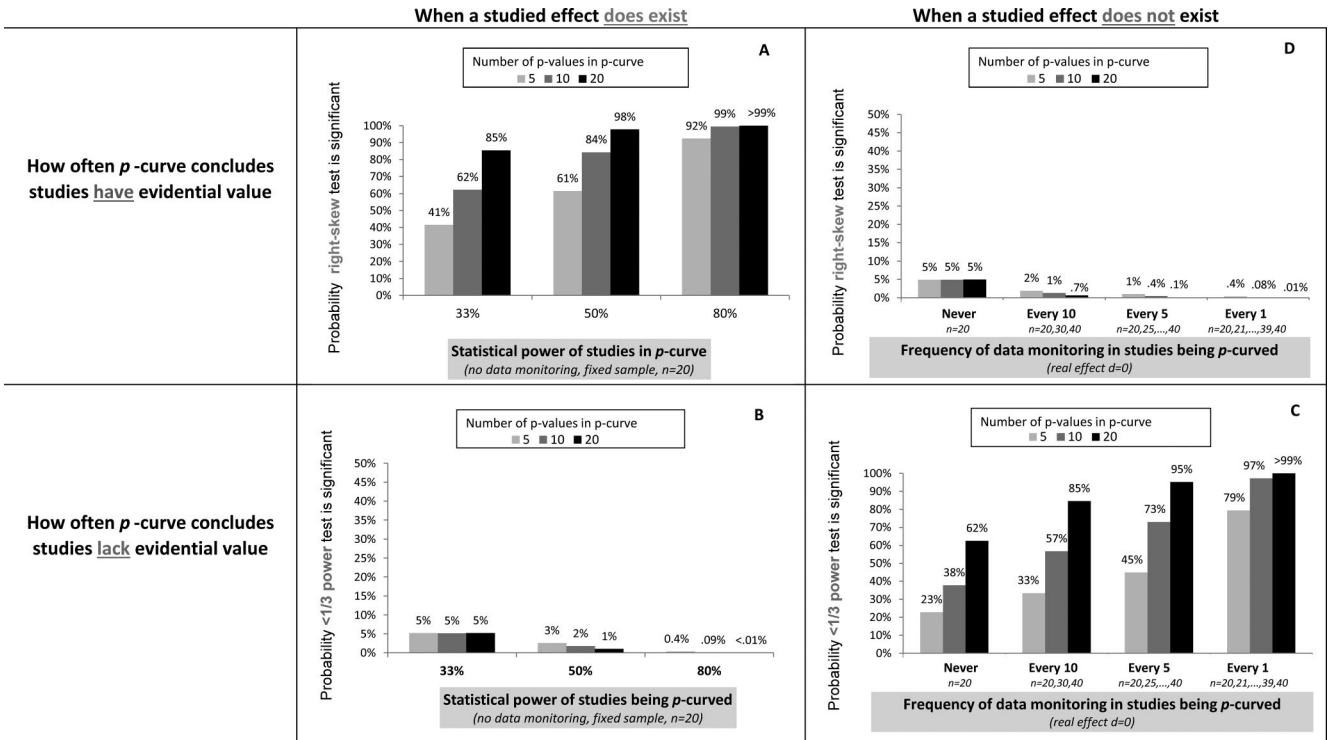 When a studied effect does exist
When a studied effect does not exist
How often p -curve concludes
studies have evidential value
A
Number of p-values in p-curve
5 10 20
Probability right-skew test is significant
100%
90%
80%
70%
60%
50%
40%
30%
20%
10%
0%
41% 62% 85%
61% 84% 98%
92% 99% >99%
33% 50% 80%
Statistical power of studies in p-curve
(no data monitoring, fixed sample, n=20)
D
Number of p-values in p-curve
5 10 20
Probability right-skew test is significant
50%
45%
40%
35%
30%
25%
20%
15%
10%
5%
0%
5% 5% 5%
2% 1% .7%
1% .4% .1%
.4% .08% .01%
Never Every 10 Every 5 Every 1
n=20 n=20,30,40 n=20,25,...,40 n=20,21,...,39,40
Frequency of data monitoring in studies being p-curved
(real effect d=0)
How often p -curve concludes
studies lack evidential value
B
Number of p-values in p-curve
5 10 20
Probability <1/3 power test is significant
50%
45%
40%
35%
30%
25%
20%
15%
10%
5%
0%
5% 5% 5%
3% 2% 1%
0.4% .09% <.01%
33% 50% 80%
Statistical power of studies being p-curved
(no data monitoring, fixed sample, n=20)
C
Number of p-values in p-curve
5 10 20
Probability <1/3 power test is significant
100%
90%
80%
70%
60%
50%
40%
30%
20%
10%
0%
23% 38% 62%
33% 57% 85%
45% 73% 95%
79% 97% >99%
Never Every 10 Every 5 Every 1
n=20 n=20,30,40 n=20,25,...,40 n=20,21,...,39,40
Frequency of data monitoring in studies being p-curved
(real effect d=0)